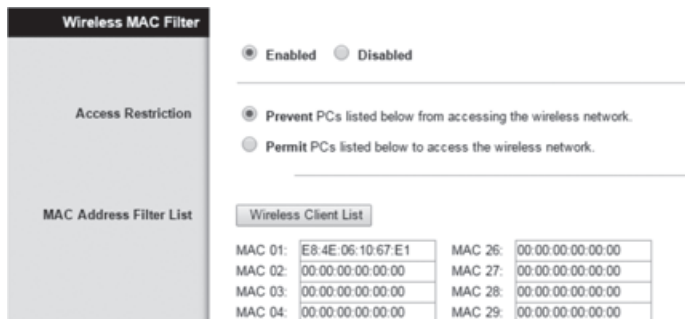 Wireless MAC Filter
Enabled Disabled
Access Restriction
Prevent PCs listed below from accessing the wireless network.
Permit PCs listed below to access the wireless network.
MAC Address Filter List
Wireless Client List
MAC 01: E8:4E:06:10:67:E1 MAC 26: 00:00:00:00:00:00
MAC 02: 00:00:00:00:00:00 MAC 27: 00:00:00:00:00:00
MAC 03: 00:00:00:00:00:00 MAC 28: 00:00:00:00:00:00
MAC 04: 00:00:00:00:00:00 MAC 29: 00:00:00:00:00:00